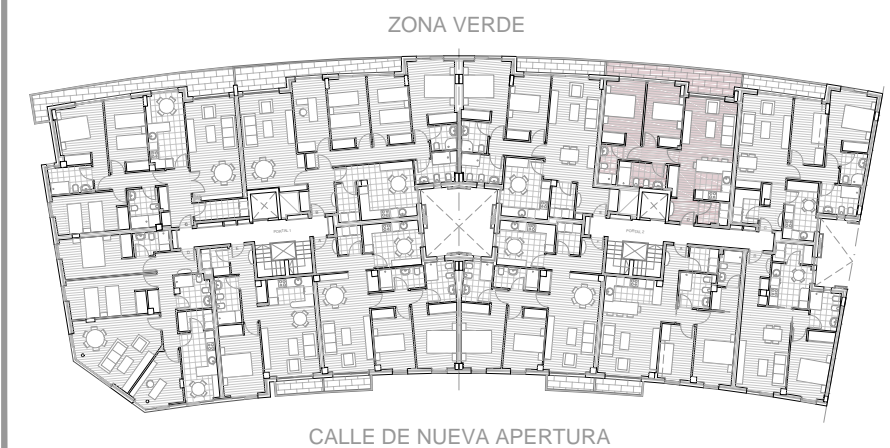 ZONA VERDE
PORTAL 1
PORTAL 2
CALLE DE NUEVA APERTURA